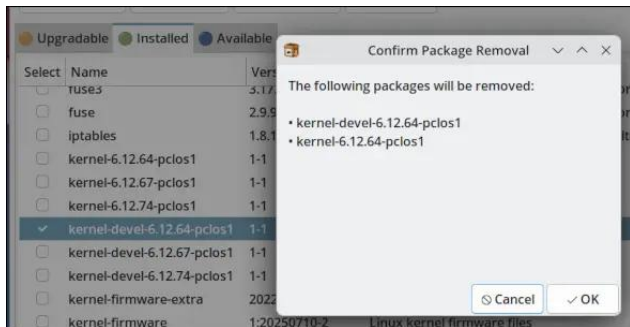 Upgradable Installed Available
Select Name Vers
fuse3 3.17.
fuse 2.9.9
iptables 1.8.1
kernel-6.12.64-pclos1 1-1
kernel-6.12.67-pclos1 1-1
kernel-6.12.74-pclos1 1-1
kernel-devel-6.12.64-pclos1 1-1
kernel-devel-6.12.67-pclos1 1-1
kernel-devel-6.12.74-pclos1 1-1
kernel-firmware-extra 2022
kernel-firmware 1:20250710-2 Linux kernel firmware files
Confirm Package Removal
The following packages will be removed:
• kernel-devel-6.12.64-pclos1
• kernel-6.12.64-pclos1
Cancel OK